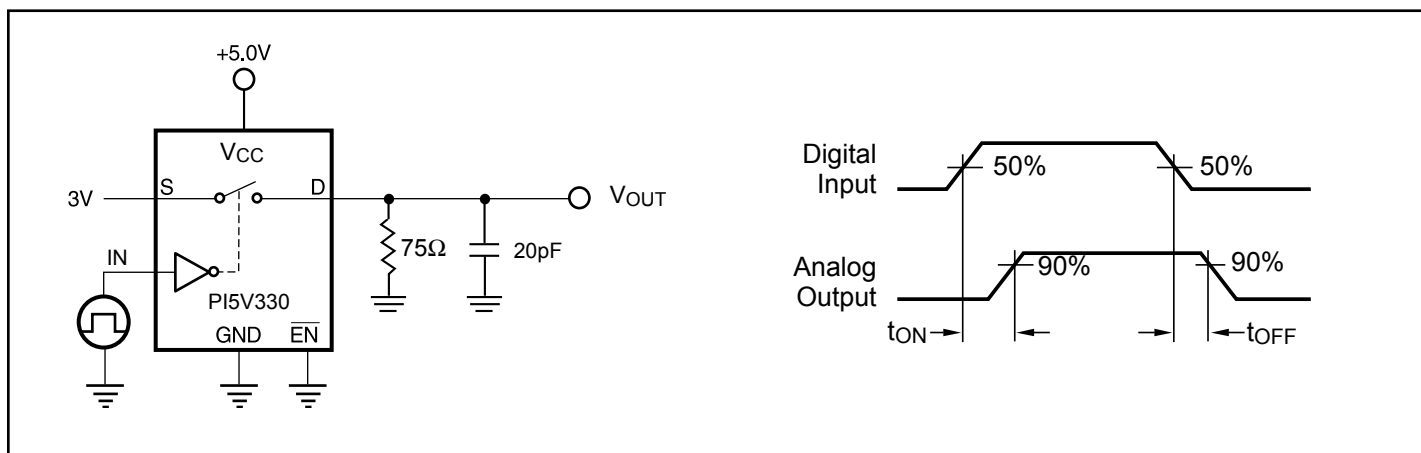 +5.0V
VCC
S
D
3V
VOUT
75Ω
20pF
IN
PI5V330
GND
EN
Digital
Input
50%
50%
Analog
Output
90%
90%
tON
tOFF